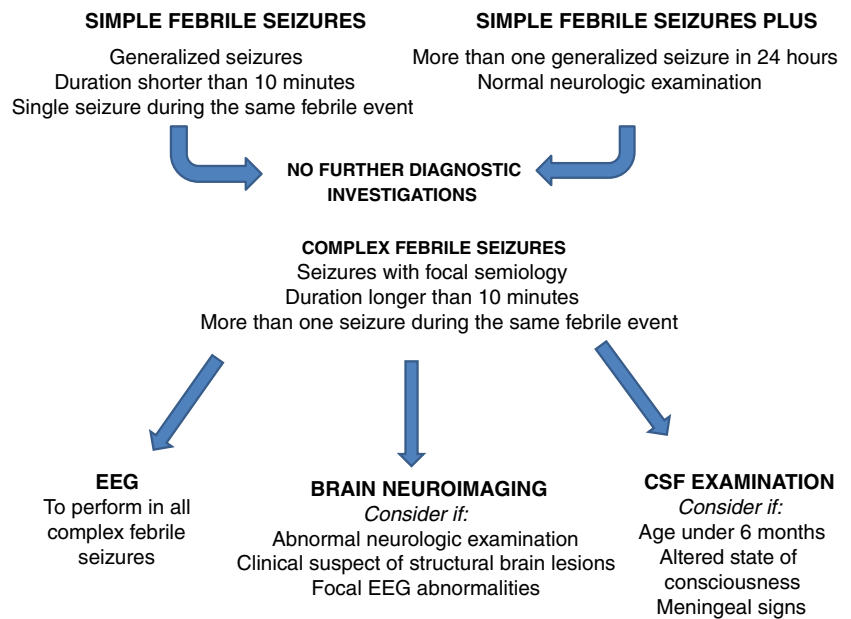 SIMPLE FEBRILE SEIZURES
Generalized seizures
Duration shorter than 10 minutes
Single seizure during the same febrile event
SIMPLE FEBRILE SEIZURES PLUS
More than one generalized seizure in 24 hours
Normal neurologic examination
NO FURTHER DIAGNOSTIC
INVESTIGATIONS
COMPLEX FEBRILE SEIZURES
Seizures with focal semiology
Duration longer than 10 minutes
More than one seizure during the same febrile event
EEG
To perform in all
complex febrile
seizures
BRAIN NEUROIMAGING
Consider if:
Abnormal neurologic examination
Clinical suspect of structural brain lesions
Focal EEG abnormalities
CSF EXAMINATION
Consider if:
Age under 6 months
Altered state of
consciousness
Meningeal signs